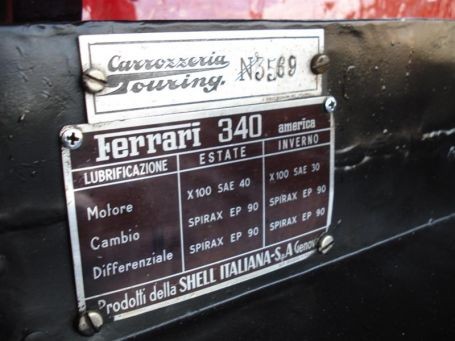 Carrozzeria
Touring. N 3569
Ferrari 340 america
LUBRIFICAZIONE ESTATE INVERNO
Motore X100 SAE 40 X100 SAE 30
Cambio SPIRAX EP 90 SPIRAX EP 90
Differenziale SPIRAX EP 90 SPIRAX EP 90
Prodotti della SHELL ITALIANA-S.p.A Genova